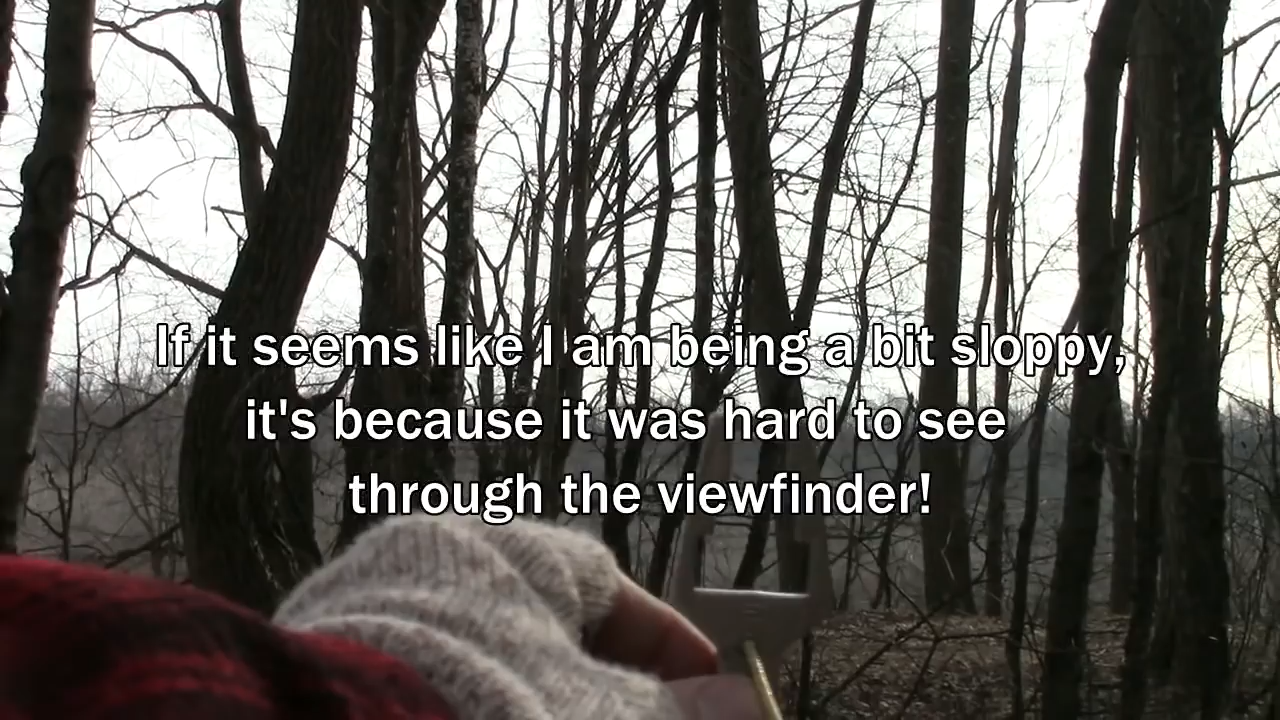 If it seems like I am being a bit sloppy,
it's because it was hard to see
through the viewfinder!